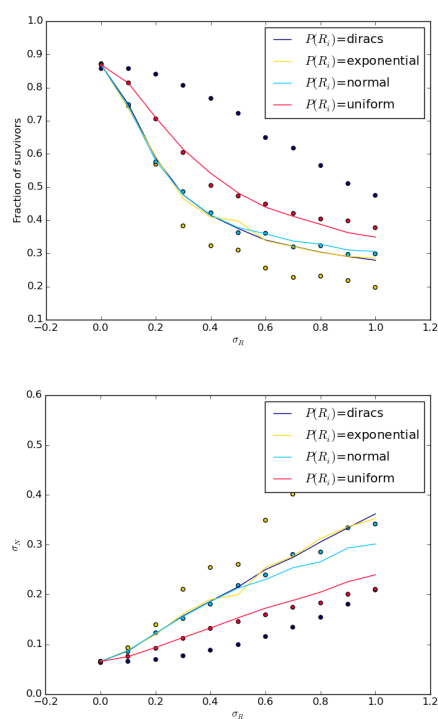 1.0
0.9
0.8
0.7
0.6
0.5
0.4
0.3
0.2
0.1
Fraction of survivors
P(R_i)=diracs
P(R_i)=exponential
P(R_i)=normal
P(R_i)=uniform
−0.2 0.0 0.2 0.4 0.6 0.8 1.0 1.2
σ_R
0.6
0.5
0.4
0.3
0.2
0.1
0.0
σ_N
P(R_i)=diracs
P(R_i)=exponential
P(R_i)=normal
P(R_i)=uniform
−0.2 0.0 0.2 0.4 0.6 0.8 1.0 1.2
σ_R